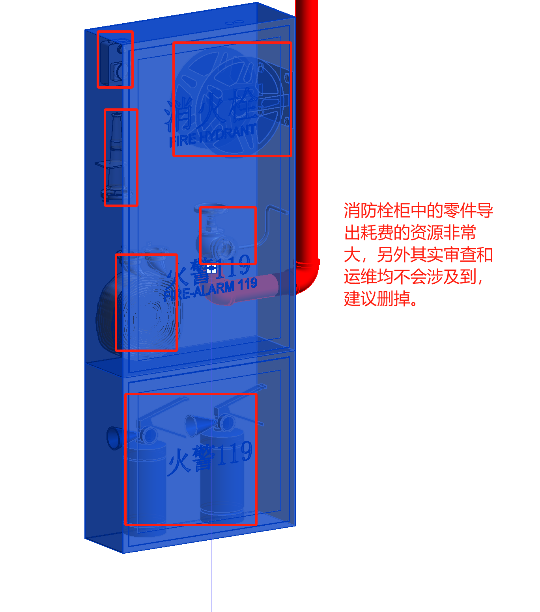 消火栓
FIRE HYDRANT
火警119
FIRE-ALARM 119
火警119
消防栓柜中的零件导
出耗费的资源非常
大，另外其实审查和
运维均不会涉及到，
建议删掉。